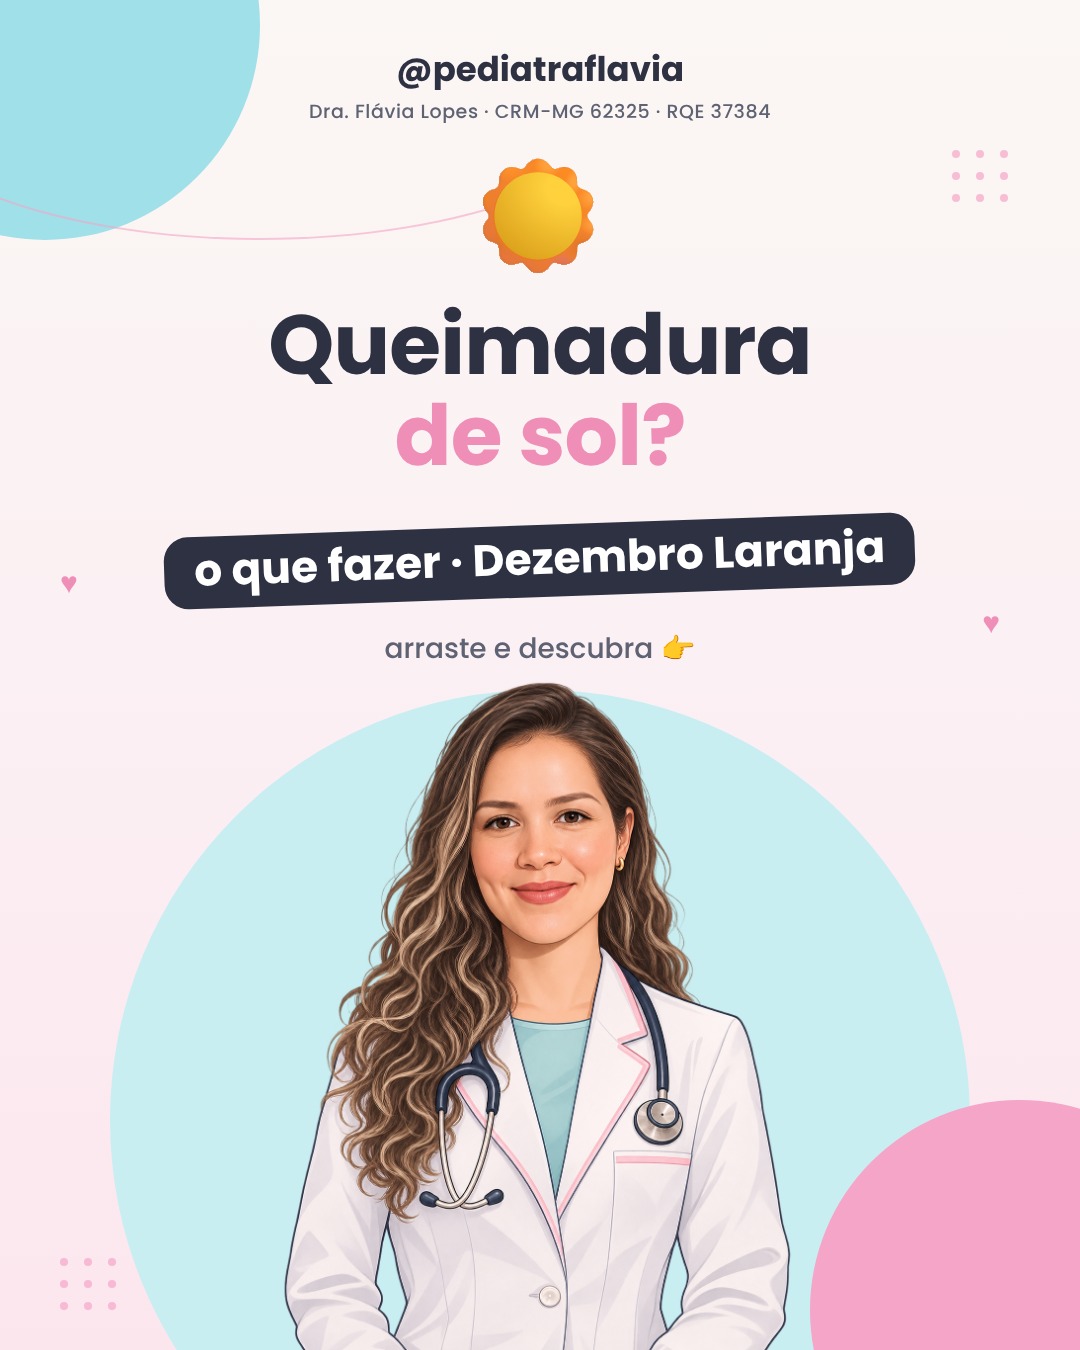 @pediatraflavia
Dra. Flávia Lopes · CRM-MG 62325 · RQE 37384
Queimadura
de sol?
o que fazer · Dezembro Laranja
arraste e descubra 👉